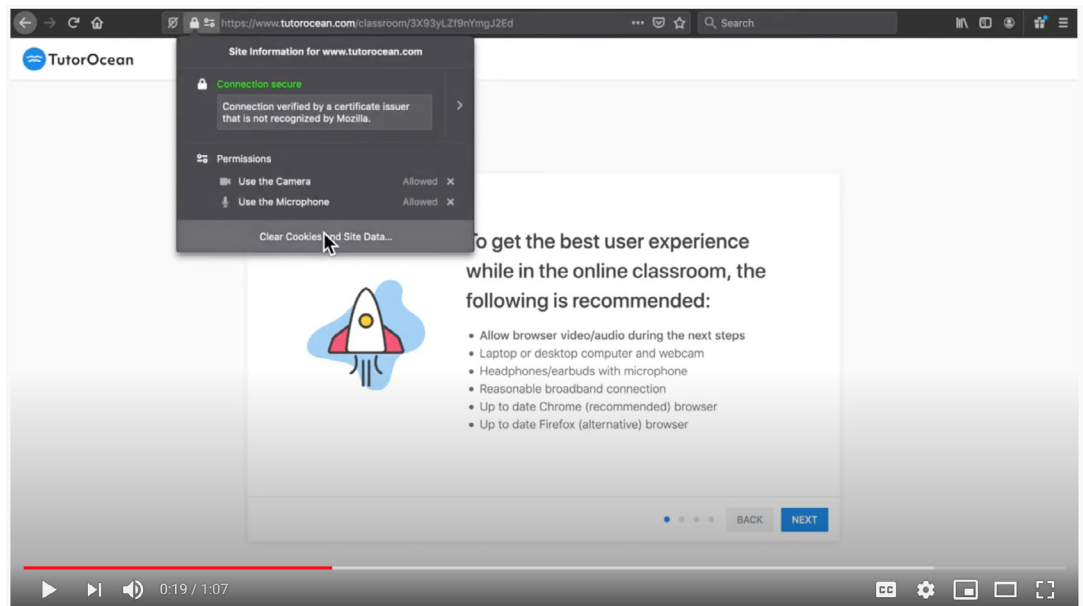 https://www.tutorocean.com/classroom/3X93yLZf9nYmgJ2Ed
Search
TutorOcean
Site Information for www.tutorocean.com
Connection secure
Connection verified by a certificate issuer
that is not recognized by Mozilla.
Permissions
Use the Camera Allowed
Use the Microphone Allowed
Clear Cookies and Site Data...
To get the best user experience
while in the online classroom, the
following is recommended:
• Allow browser video/audio during the next steps
• Laptop or desktop computer and webcam
• Headphones/earbuds with microphone
• Reasonable broadband connection
• Up to date Chrome (recommended) browser
• Up to date Firefox (alternative) browser
BACK NEXT
0:19 / 1:07
CC